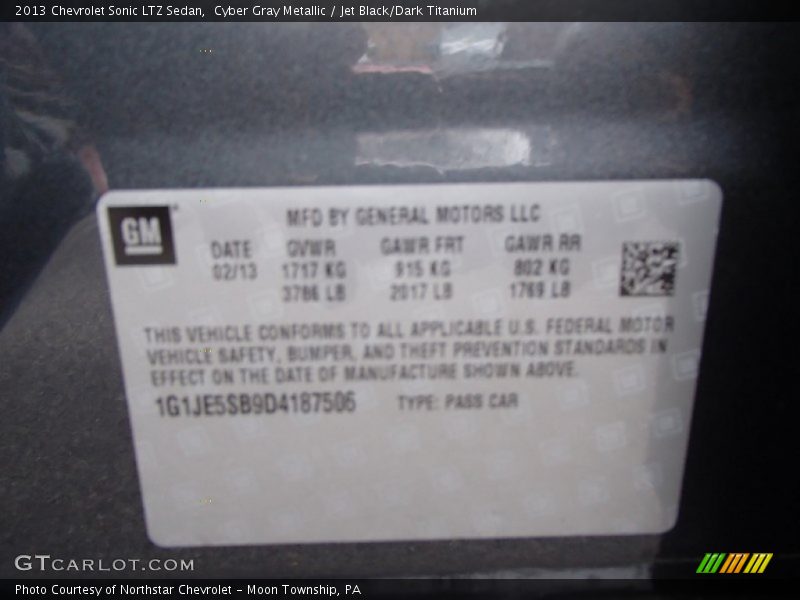 2013 Chevrolet Sonic LTZ Sedan, Cyber Gray Metallic / Jet Black/Dark Titanium
GM
MFD BY GENERAL MOTORS LLC
DATE GVWR GAWR FRT GAWR RR
02/13 1717 KG 915 KG 802 KG
3786 LB 2017 LB 1769 LB
THIS VEHICLE CONFORMS TO ALL APPLICABLE U.S. FEDERAL MOTOR
VEHICLE SAFETY, BUMPER, AND THEFT PREVENTION STANDARDS IN
EFFECT ON THE DATE OF MANUFACTURE SHOWN ABOVE.
1G1JE5SB9D4187506 TYPE: PASS CAR
GTCARLOT.COM
Photo Courtesy of Northstar Chevrolet - Moon Township, PA